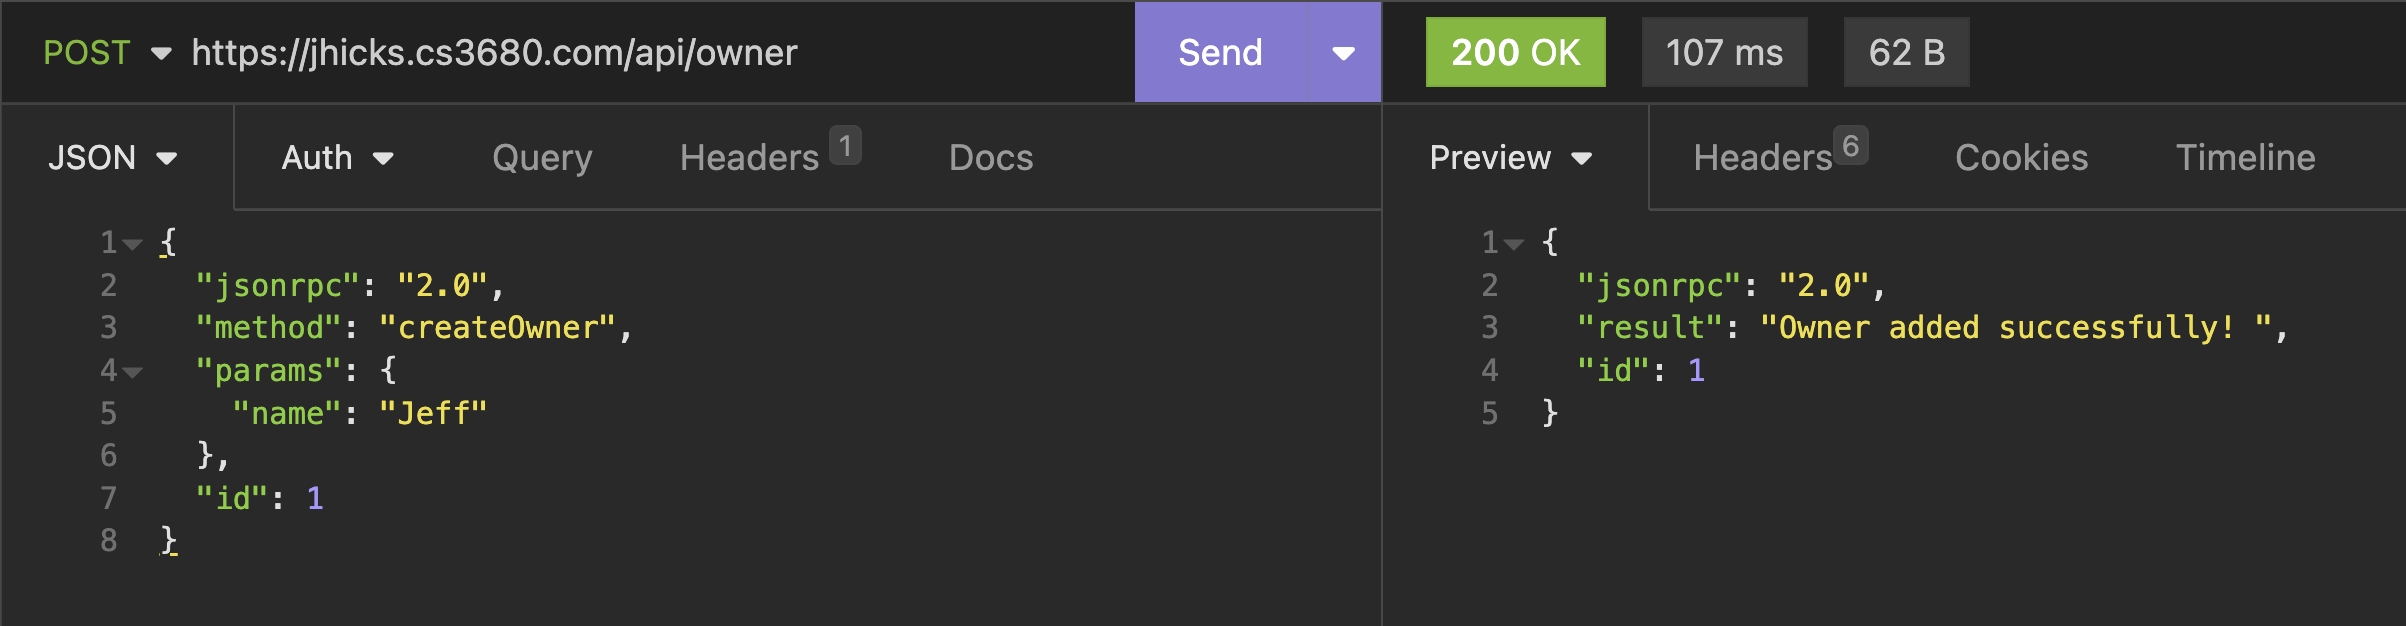 POST https://jhicks.cs3680.com/api/owner Send 200 OK 107 ms 62 B
JSON Auth Query Headers 1 Docs Preview Headers 6 Cookies Timeline
1 {
2 "jsonrpc": "2.0",
3 "method": "createOwner",
4 "params": {
5 "name": "Jeff"
6 },
7 "id": 1
8 }
1 {
2 "jsonrpc": "2.0",
3 "result": "Owner added successfully! ",
4 "id": 1
5 }